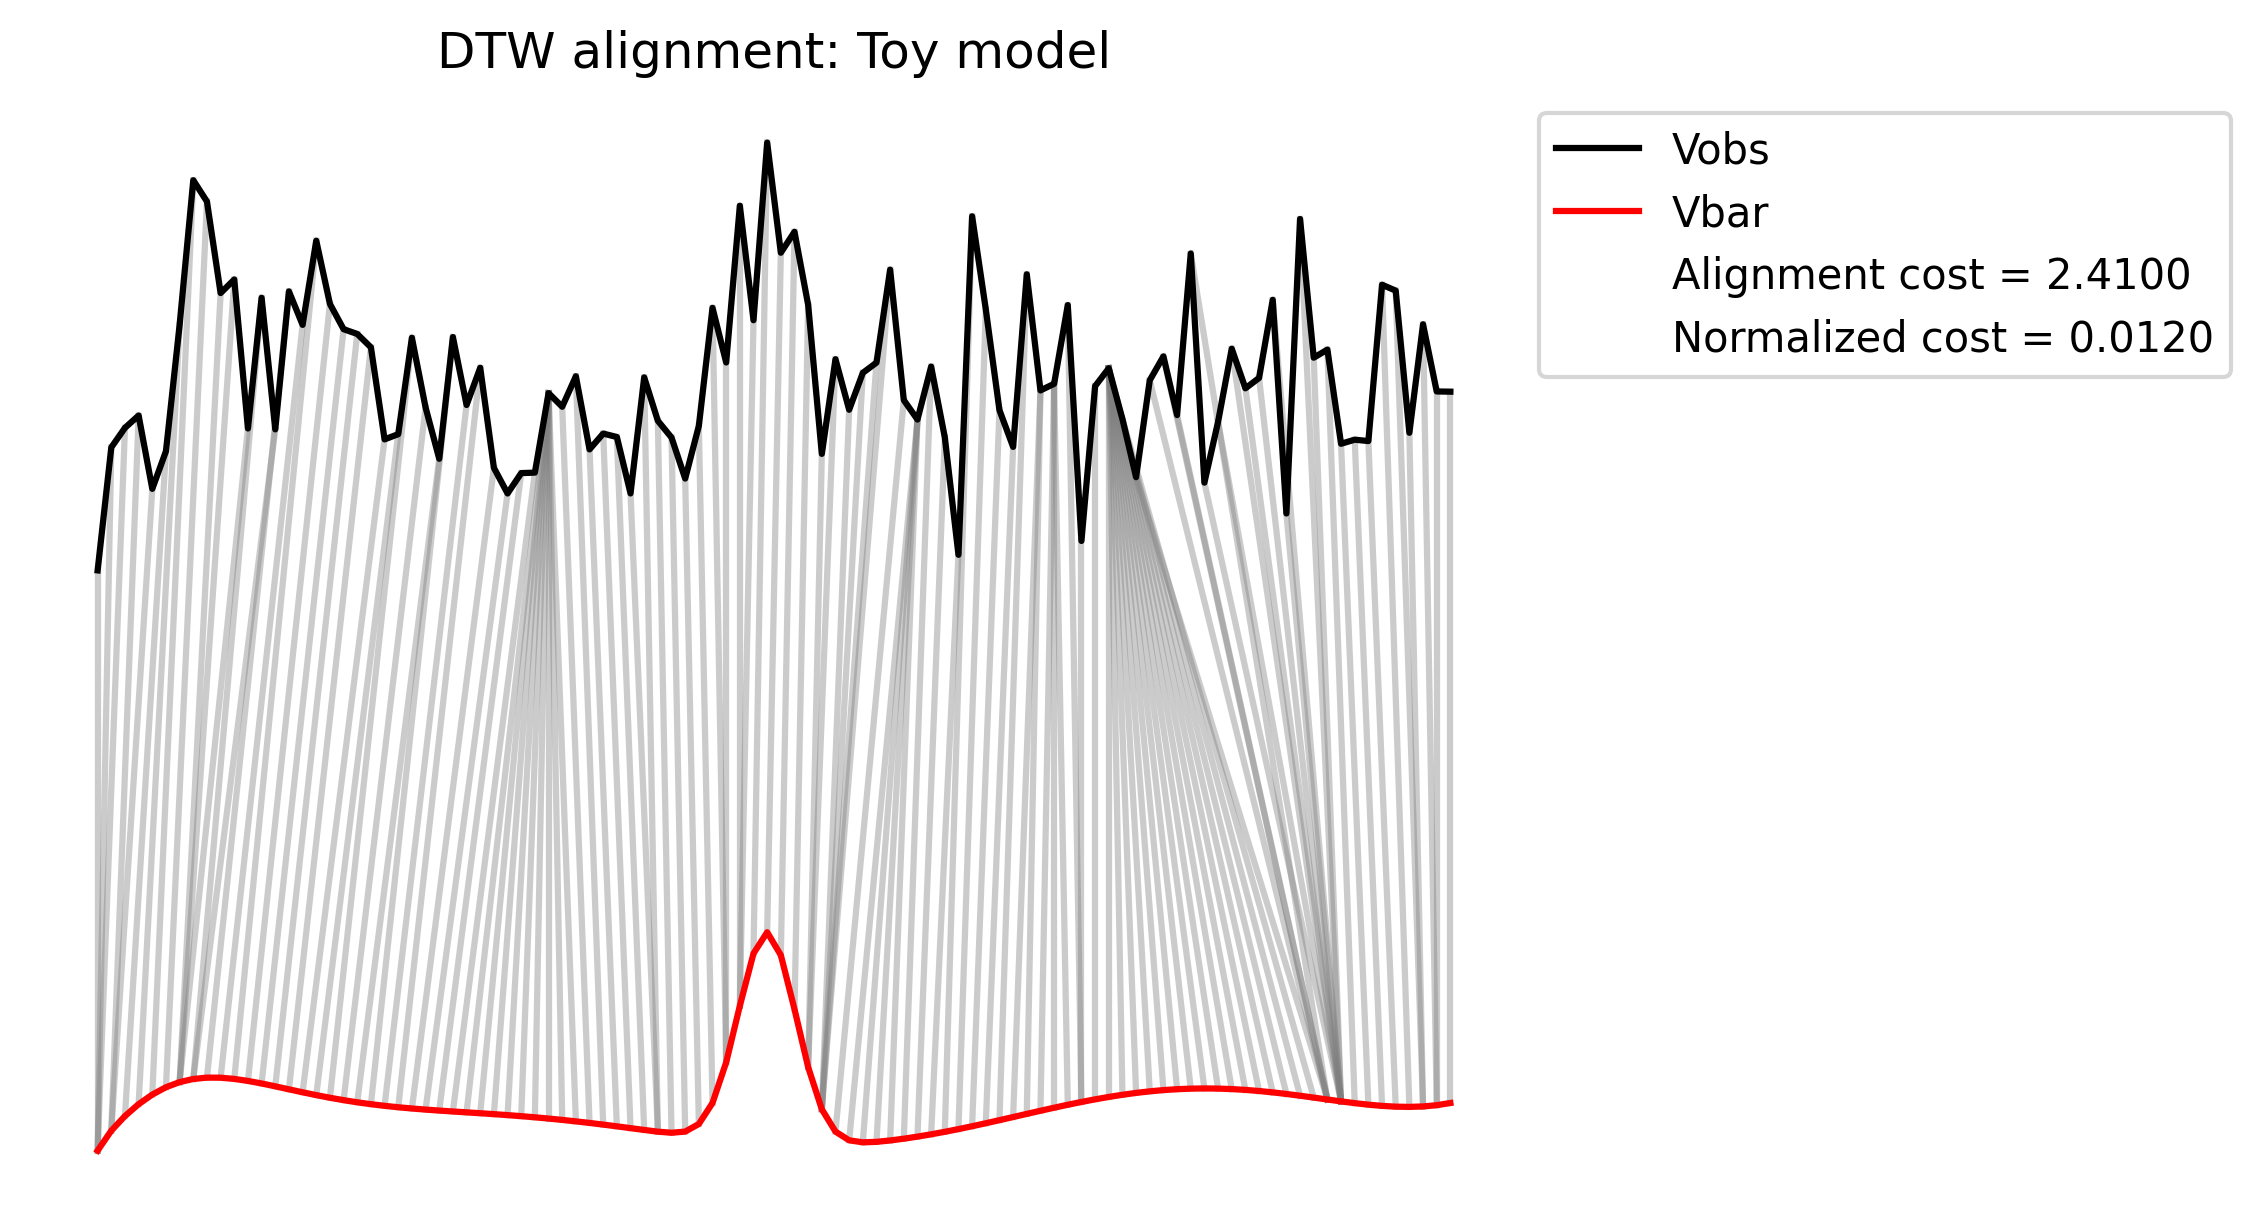 DTW alignment: Toy model
Vobs
Vbar
Alignment cost = 2.4100
Normalized cost = 0.0120